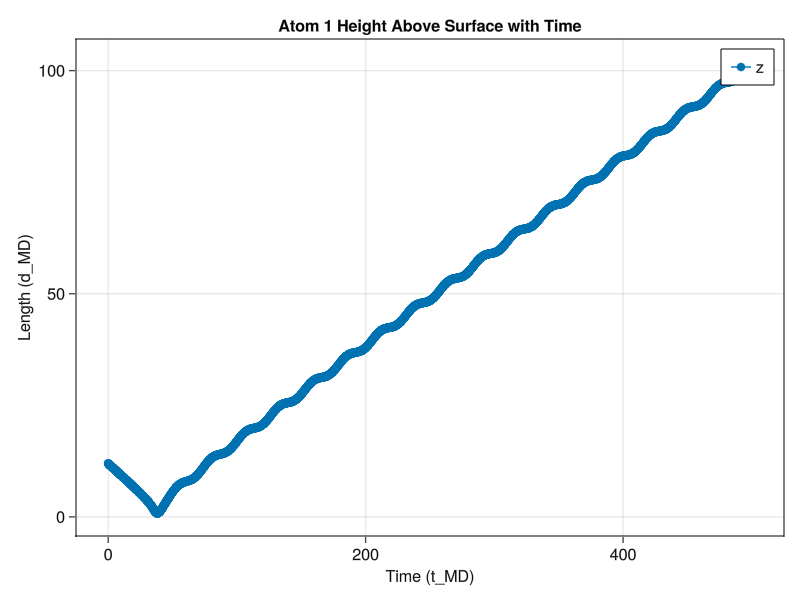 Atom 1 Height Above Surface with Time
z
100
50
0
Length (d_MD)
0 200 400
Time (t_MD)